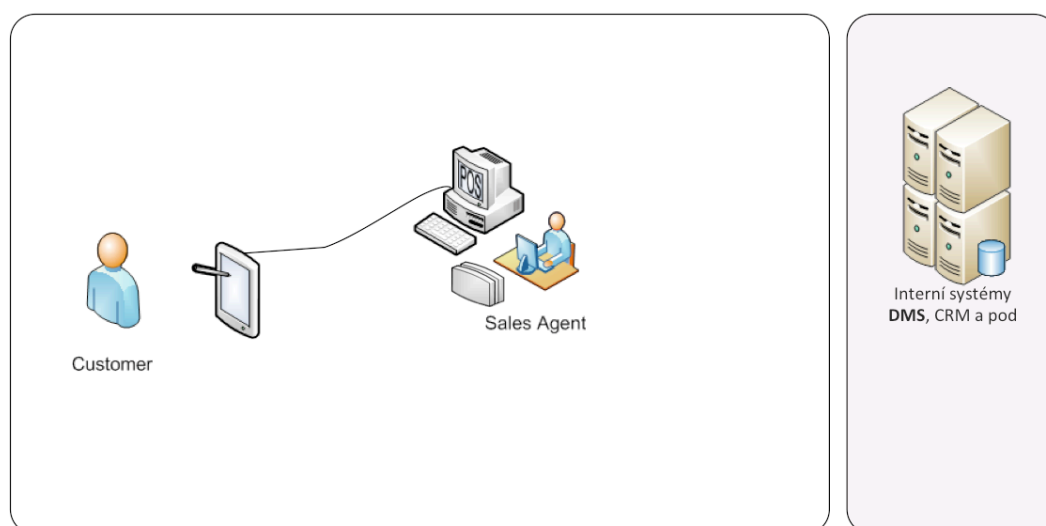 POS
Sales Agent
Customer
Interní systémy
DMS, CRM a pod